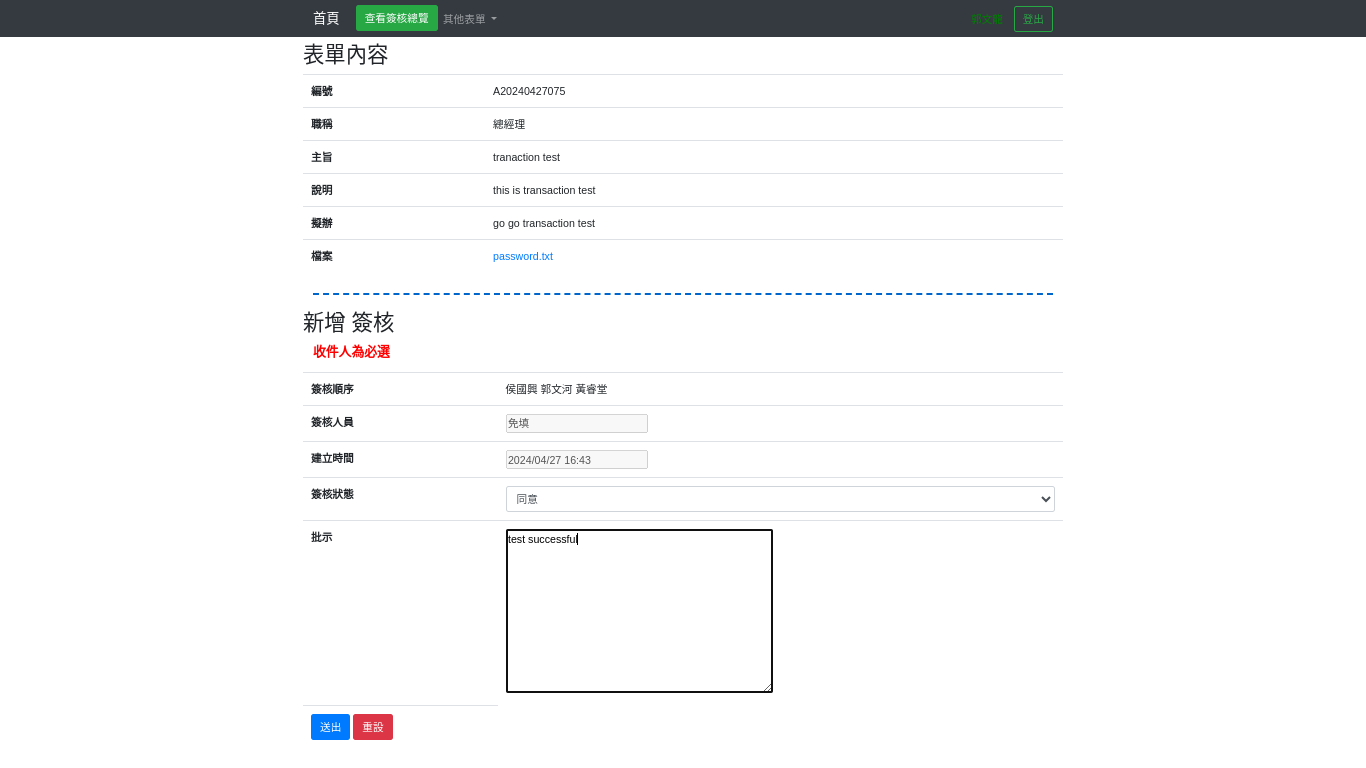 首頁 查看簽核總覽 其他表單 郭文龍 登出
表單內容
編號 A20240427075
職稱 總經理
主旨 tranaction test
說明 this is transaction test
擬辦 go go transaction test
檔案 password.txt
新增 簽核
收件人為必選
簽核順序 侯國興 郭文河 黃睿堂
簽核人員 免填
建立時間 2024/04/27 16:43
簽核狀態 同意
批示 test successful
送出 重設